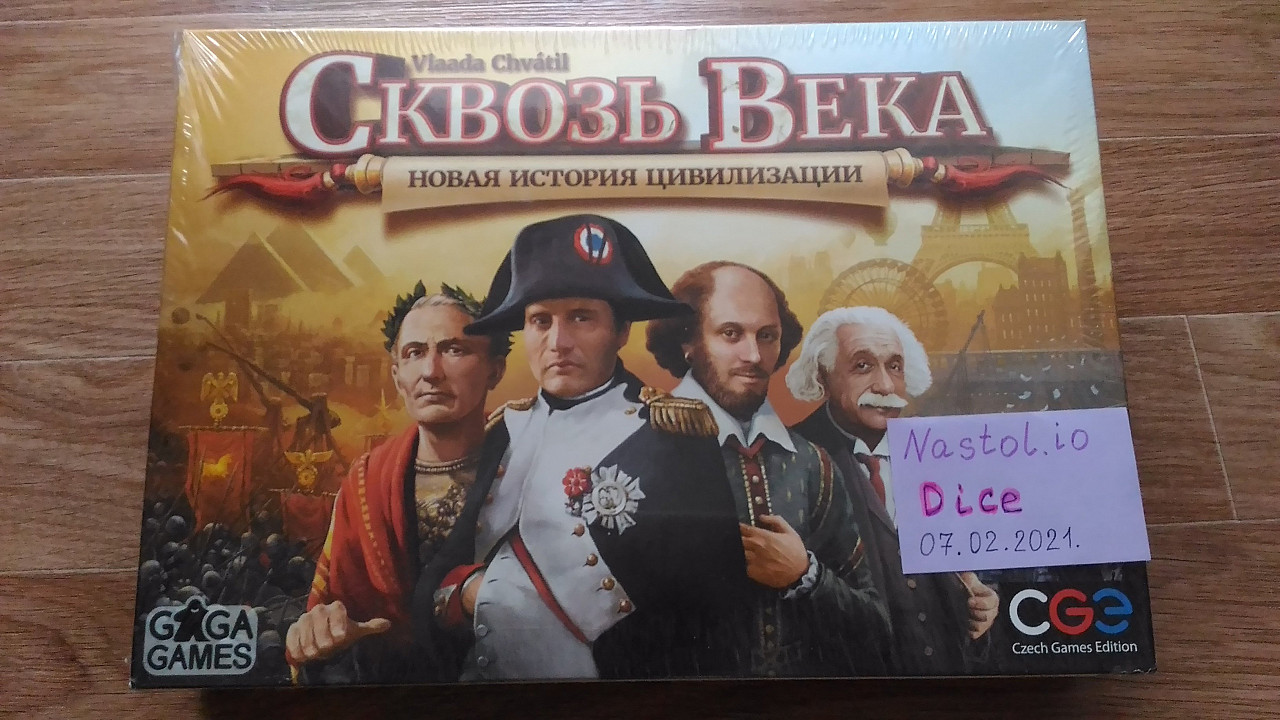 Vlaada Chvátil
СКВОЗЬ ВЕКА
НОВАЯ ИСТОРИЯ ЦИВИЛИЗАЦИИ
Nastol.io
Dice
07.02.2021.
GAGA
GAMES
CGE
Czech Games Edition